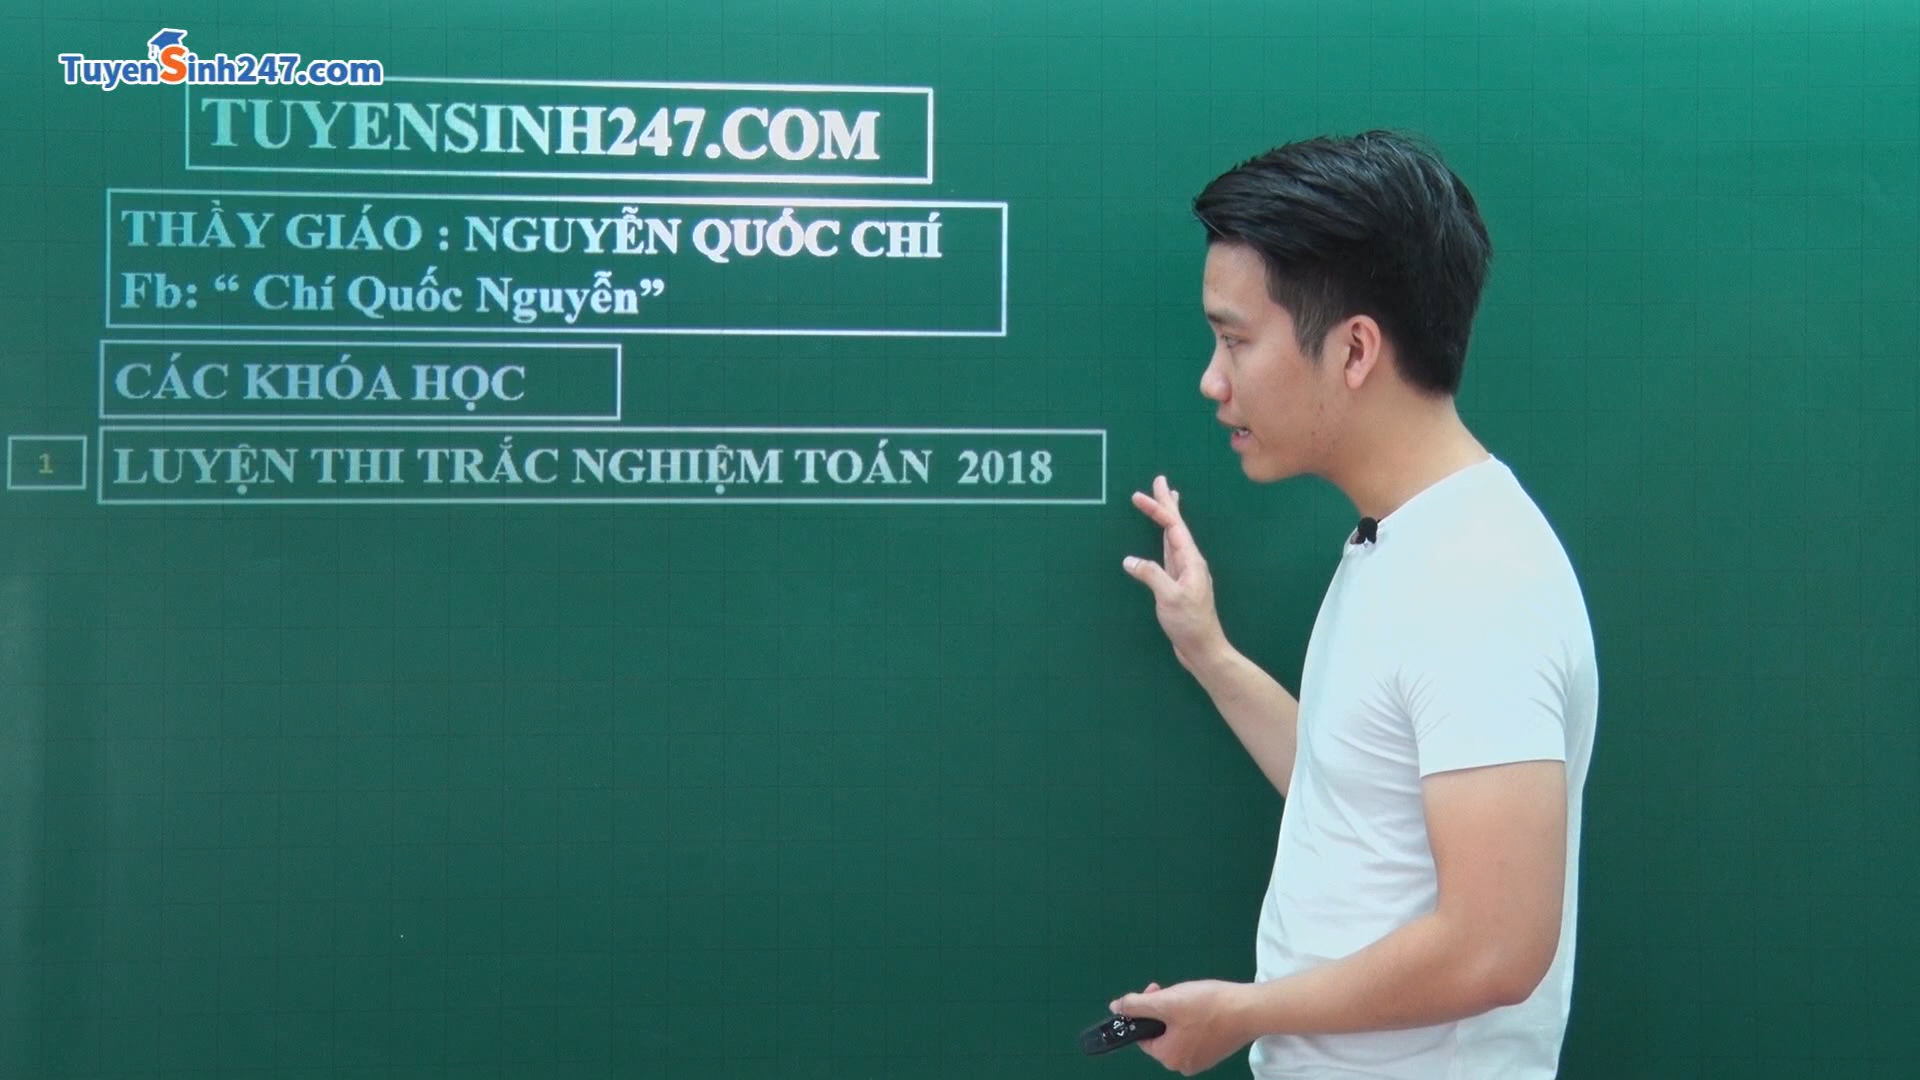 TuyenSinh247.com
TUYENSINH247.COM
THẦY GIÁO : NGUYỄN QUỐC CHÍ
Fb: “ Chí Quốc Nguyễn”
CÁC KHÓA HỌC
1 LUYỆN THI TRẮC NGHIỆM TOÁN 2018